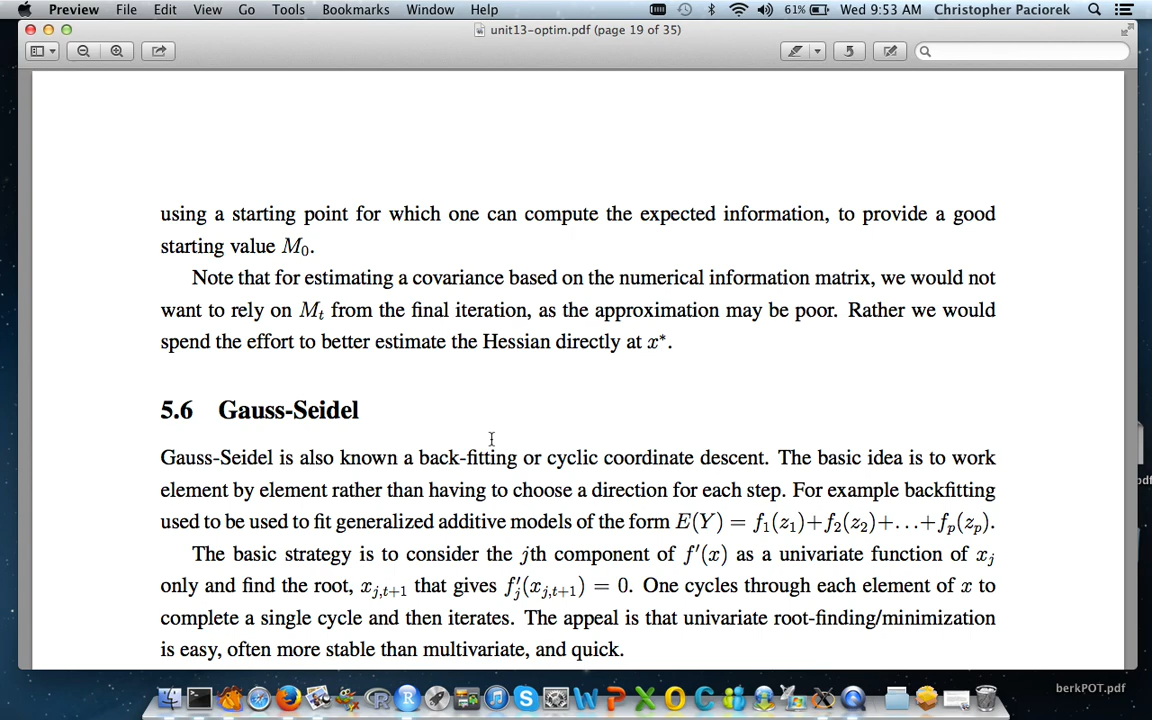 Preview File Edit View Go Tools Bookmarks Window Help 61% Wed 9:53 AM Christopher Paciorek
unit13-optim.pdf (page 19 of 35)
using a starting point for which one can compute the expected information, to provide a good
starting value M₀.
Note that for estimating a covariance based on the numerical information matrix, we would not
want to rely on Mₜ from the final iteration, as the approximation may be poor. Rather we would
spend the effort to better estimate the Hessian directly at x*.
5.6 Gauss-Seidel
Gauss-Seidel is also known a back-fitting or cyclic coordinate descent. The basic idea is to work
element by element rather than having to choose a direction for each step. For example backfitting
used to be used to fit generalized additive models of the form E(Y) = f₁(z₁)+f₂(z₂)+...+fₚ(zₚ).
The basic strategy is to consider the jth component of f′(x) as a univariate function of xⱼ
only and find the root, x_{j,t+1} that gives f′ⱼ(x_{j,t+1}) = 0. One cycles through each element of x to
complete a single cycle and then iterates. The appeal is that univariate root-finding/minimization
is easy, often more stable than multivariate, and quick.
berkPOT.pdf